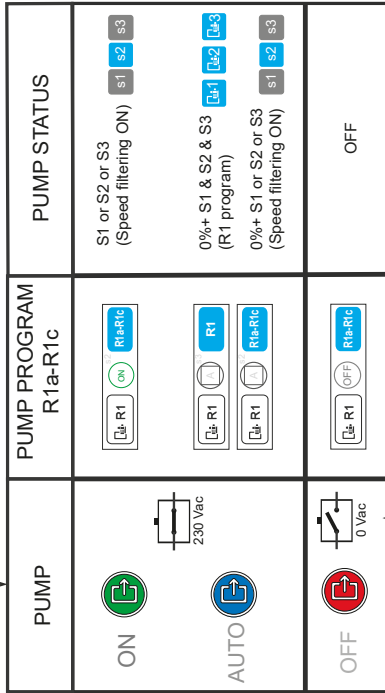 PUMP
PUMP PROGRAM
R1a-R1c
PUMP STATUS
ON
230 Vac
R1
ON
s2
R1a-R1c
S1 or S2 or S3
(Speed filtering ON)
s1 s2 s3
AUTO
R1
A
s3
R1
0%+ S1 & S2 & S3
(R1 program)
1 2 3
R1
A
s2
R1a-R1c
0%+ S1 or S2 or S3
(Speed filtering ON)
s1 s2 s3
OFF
0 Vac
R1
OFF
R1a-R1c
OFF